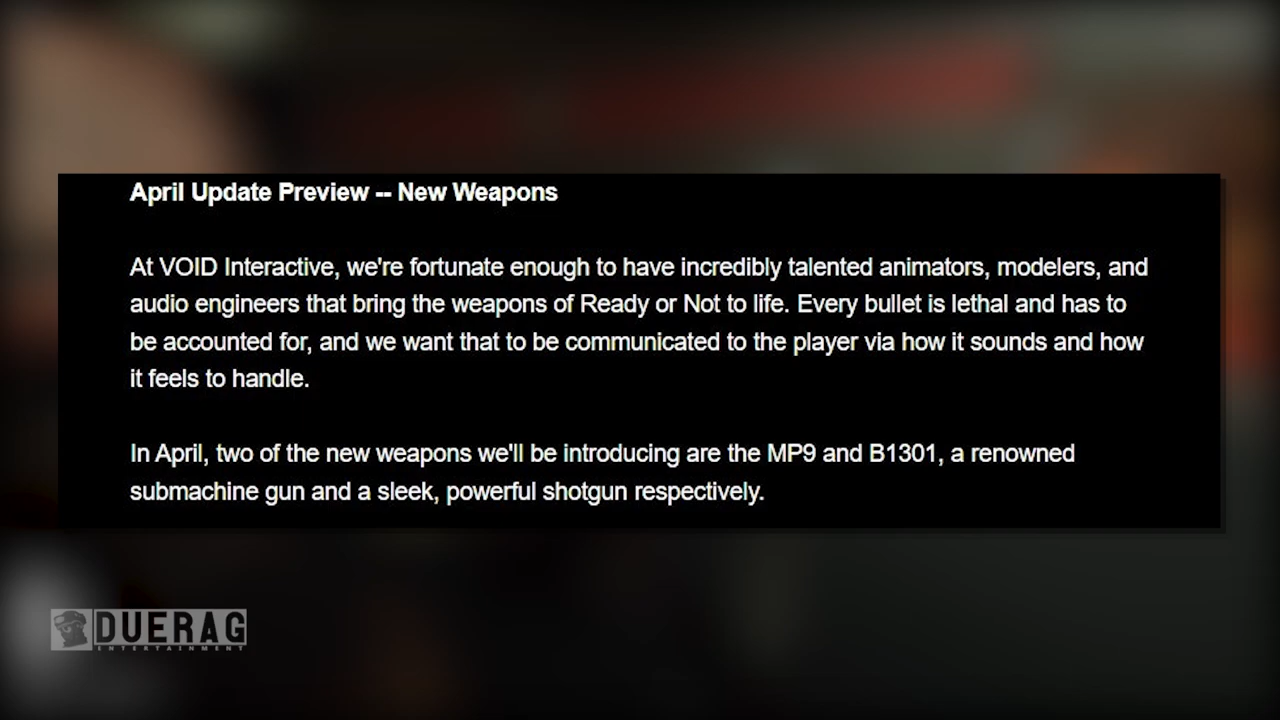 April Update Preview -- New Weapons
At VOID Interactive, we're fortunate enough to have incredibly talented animators, modelers, and
audio engineers that bring the weapons of Ready or Not to life. Every bullet is lethal and has to
be accounted for, and we want that to be communicated to the player via how it sounds and how
it feels to handle.
In April, two of the new weapons we'll be introducing are the MP9 and B1301, a renowned
submachine gun and a sleek, powerful shotgun respectively.
DUERAG
ENTERTAINMENT